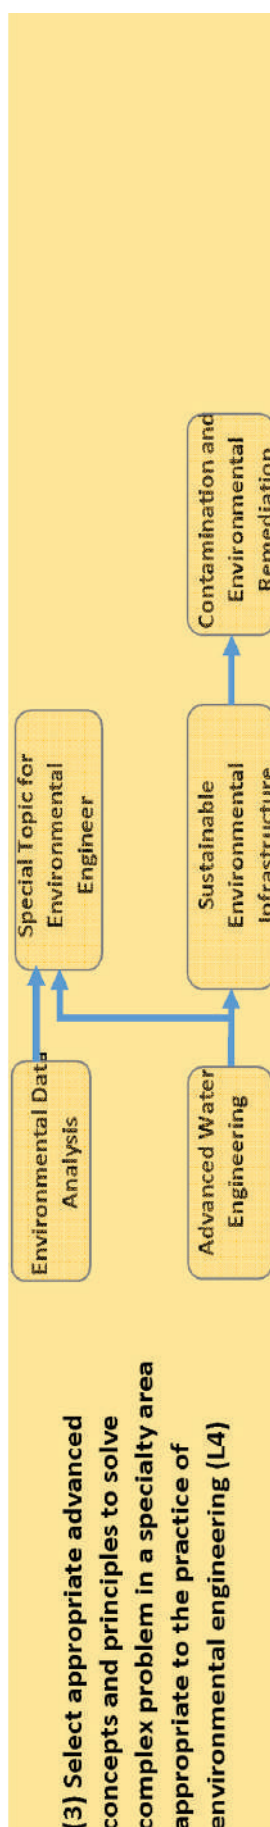 (3) Select appropriate advanced
concepts and principles to solve
complex problem in a specialty area
appropriate to the practice of
environmental engineering (L4)
Environmental Data
Analysis
Special Topic for
Environmental
Engineer
Advanced Water
Engineering
Sustainable
Environmental
Infrastructure
Contamination and
Environmental
Remediation